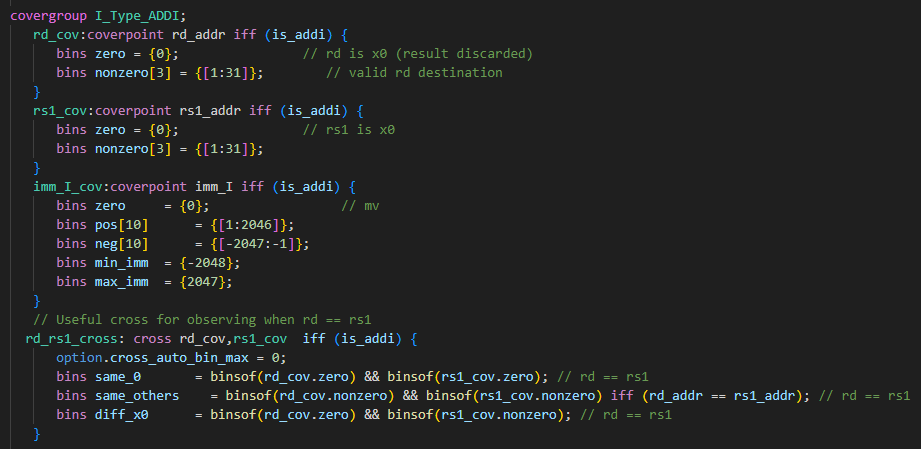 covergroup I_Type_ADDI;
rd_cov:coverpoint rd_addr iff (is_addi) {
bins zero = {0}; // rd is x0 (result discarded)
bins nonzero[3] = {[1:31]}; // valid rd destination
}
rs1_cov:coverpoint rs1_addr iff (is_addi) {
bins zero = {0}; // rs1 is x0
bins nonzero[3] = {[1:31]};
}
imm_I_cov:coverpoint imm_I iff (is_addi) {
bins zero = {0}; // mv
bins pos[10] = {[1:2046]};
bins neg[10] = {[-2047:-1]};
bins min_imm = {-2048};
bins max_imm = {2047};
}
// Useful cross for observing when rd == rs1
rd_rs1_cross: cross rd_cov,rs1_cov iff (is_addi) {
option.cross_auto_bin_max = 0;
bins same_0 = binsof(rd_cov.zero) && binsof(rs1_cov.zero); // rd == rs1
bins same_others = binsof(rd_cov.nonzero) && binsof(rs1_cov.nonzero) iff (rd_addr == rs1_addr); // rd == rs1
bins diff_x0 = binsof(rd_cov.zero) && binsof(rs1_cov.nonzero); // rd == rs1
}